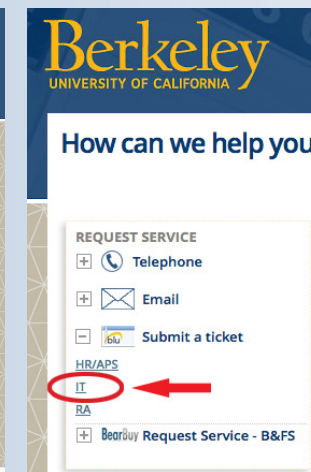 Berkeley
UNIVERSITY OF CALIFORNIA
How can we help you
REQUEST SERVICE
Telephone
Email
blu Submit a ticket
HR/APS
IT
RA
BearBuy Request Service - B&FS